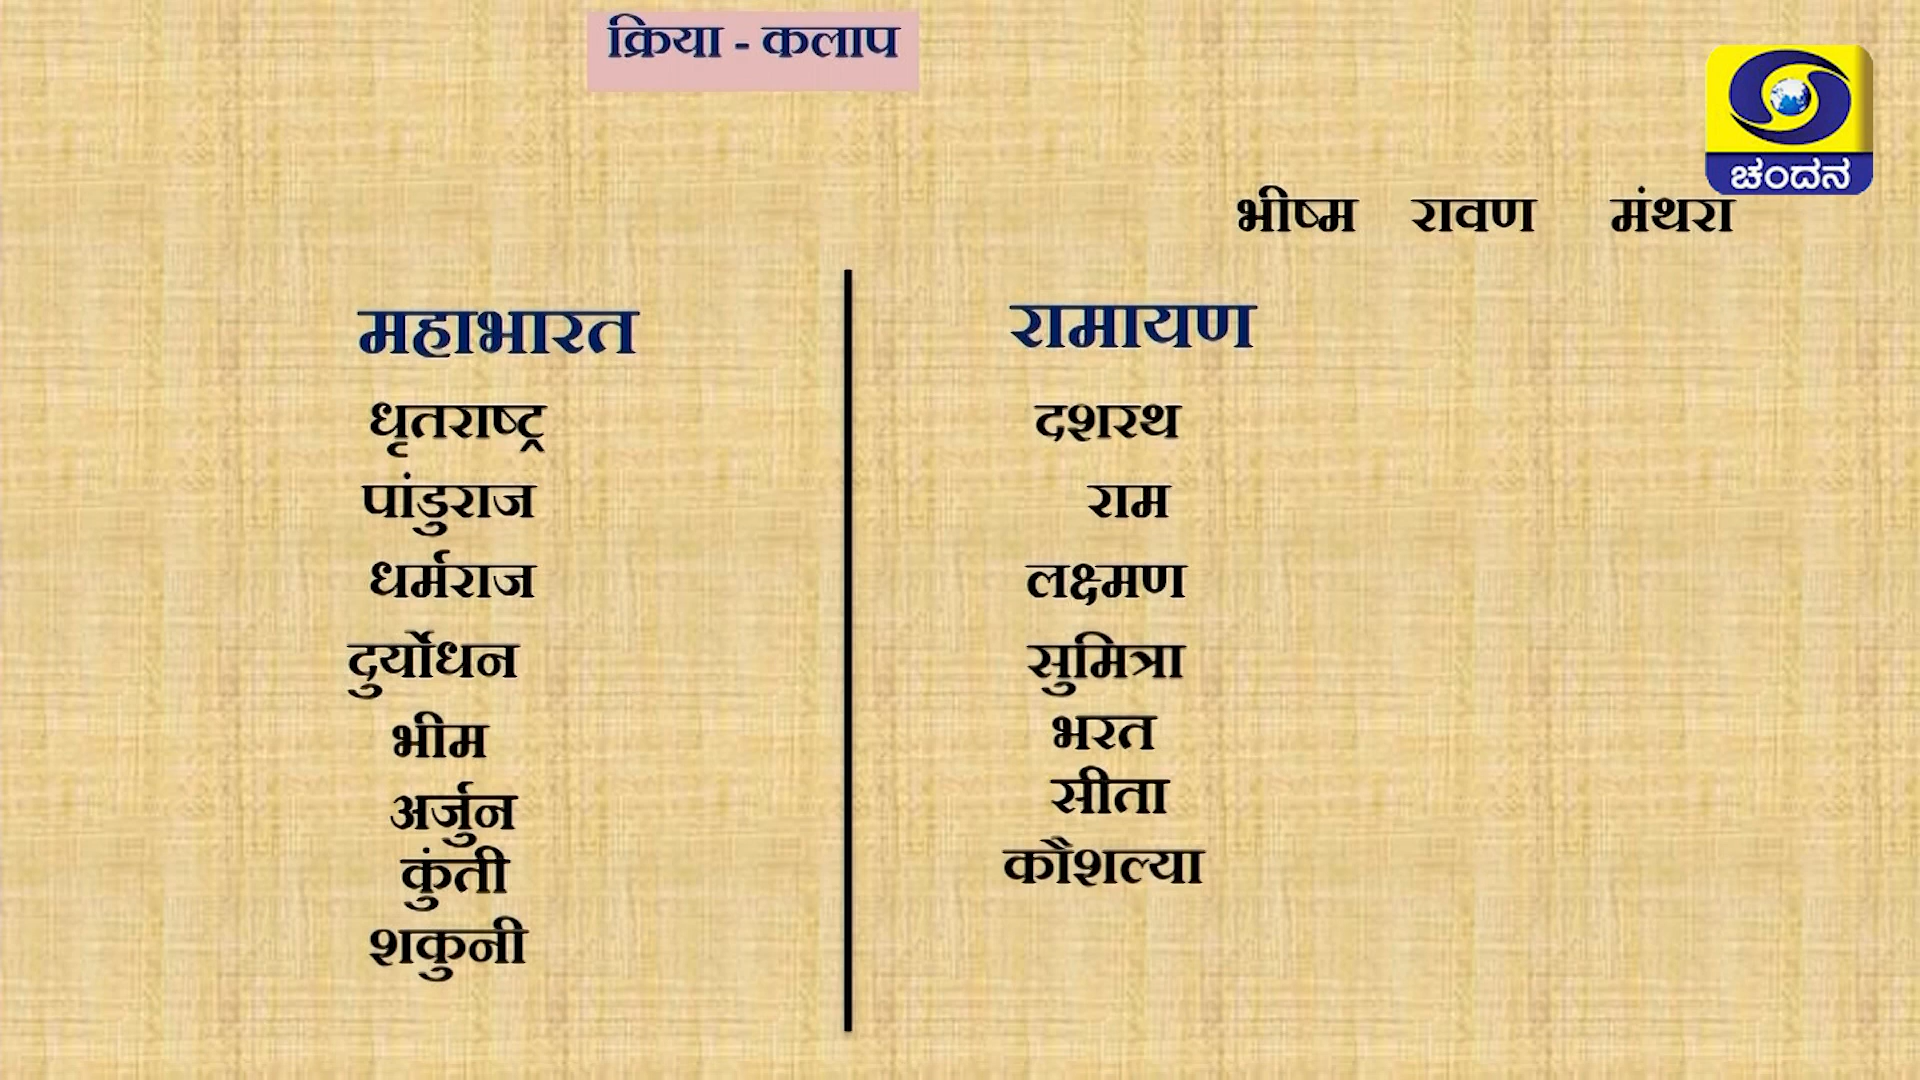 क्रिया - कलाप
ಚಂದನ
भीष्म रावण मंथरा
महाभारत रामायण
धृतराष्ट्र दशरथ
पांडुराज राम
धर्मराज लक्ष्मण
दुर्योधन सुमित्रा
भीम भरत
अर्जुन सीता
कुंती कौशल्या
शकुनी